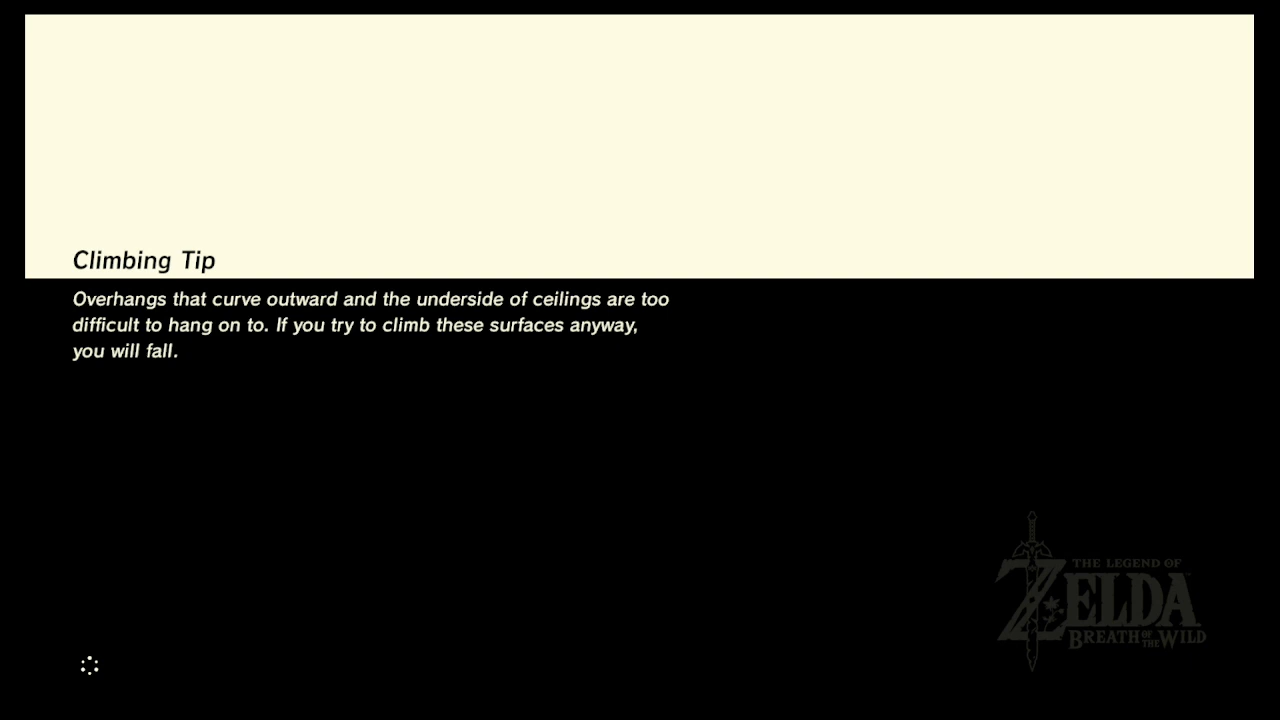 Climbing Tip
Overhangs that curve outward and the underside of ceilings are too
difficult to hang on to. If you try to climb these surfaces anyway,
you will fall.
THE LEGEND OF
ZELDA
BREATH OF THE WILD